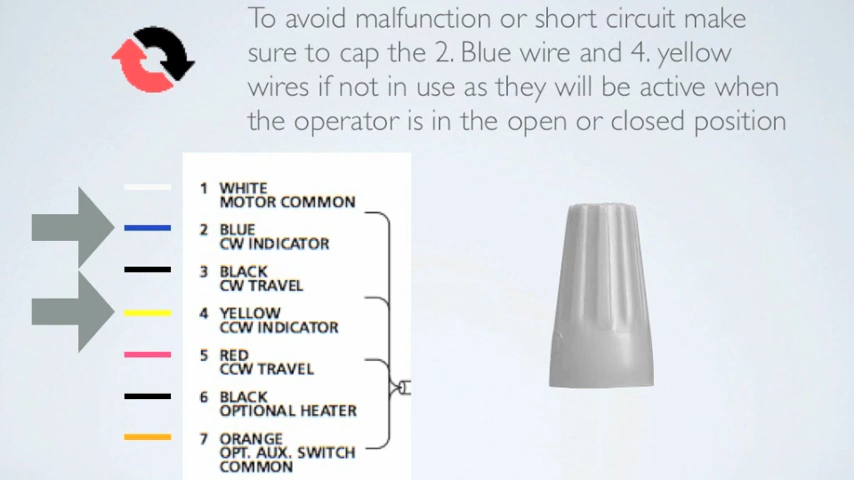 To avoid malfunction or short circuit make
sure to cap the 2. Blue wire and 4. yellow
wires if not in use as they will be active when
the operator is in the open or closed position
1 WHITE
MOTOR COMMON
2 BLUE
CW INDICATOR
3 BLACK
CW TRAVEL
4 YELLOW
CCW INDICATOR
5 RED
CCW TRAVEL
6 BLACK
OPTIONAL HEATER
7 ORANGE
OPT. AUX. SWITCH
COMMON